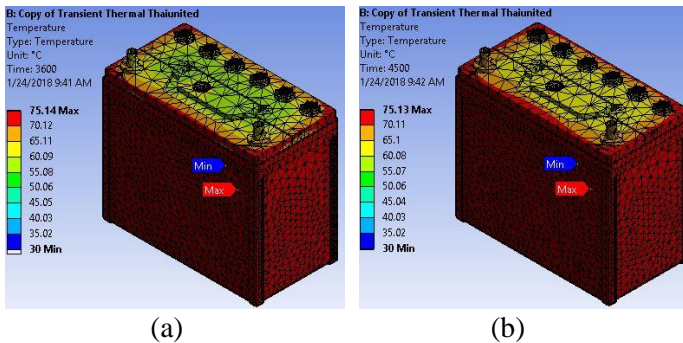 B: Copy of Transient Thermal Thaiunited
Temperature
Type: Temperature
Unit: °C
Time: 3600
1/24/2018 9:41 AM
75.14 Max
70.12
65.11
60.09
55.08
50.06
45.05
40.03
35.02
30 Min
Min
Max
(a)
B: Copy of Transient Thermal Thaiunited
Temperature
Type: Temperature
Unit: °C
Time: 4500
1/24/2018 9:42 AM
75.13 Max
70.11
65.1
60.08
55.07
50.06
45.04
40.03
35.02
30 Min
Min
Max
(b)